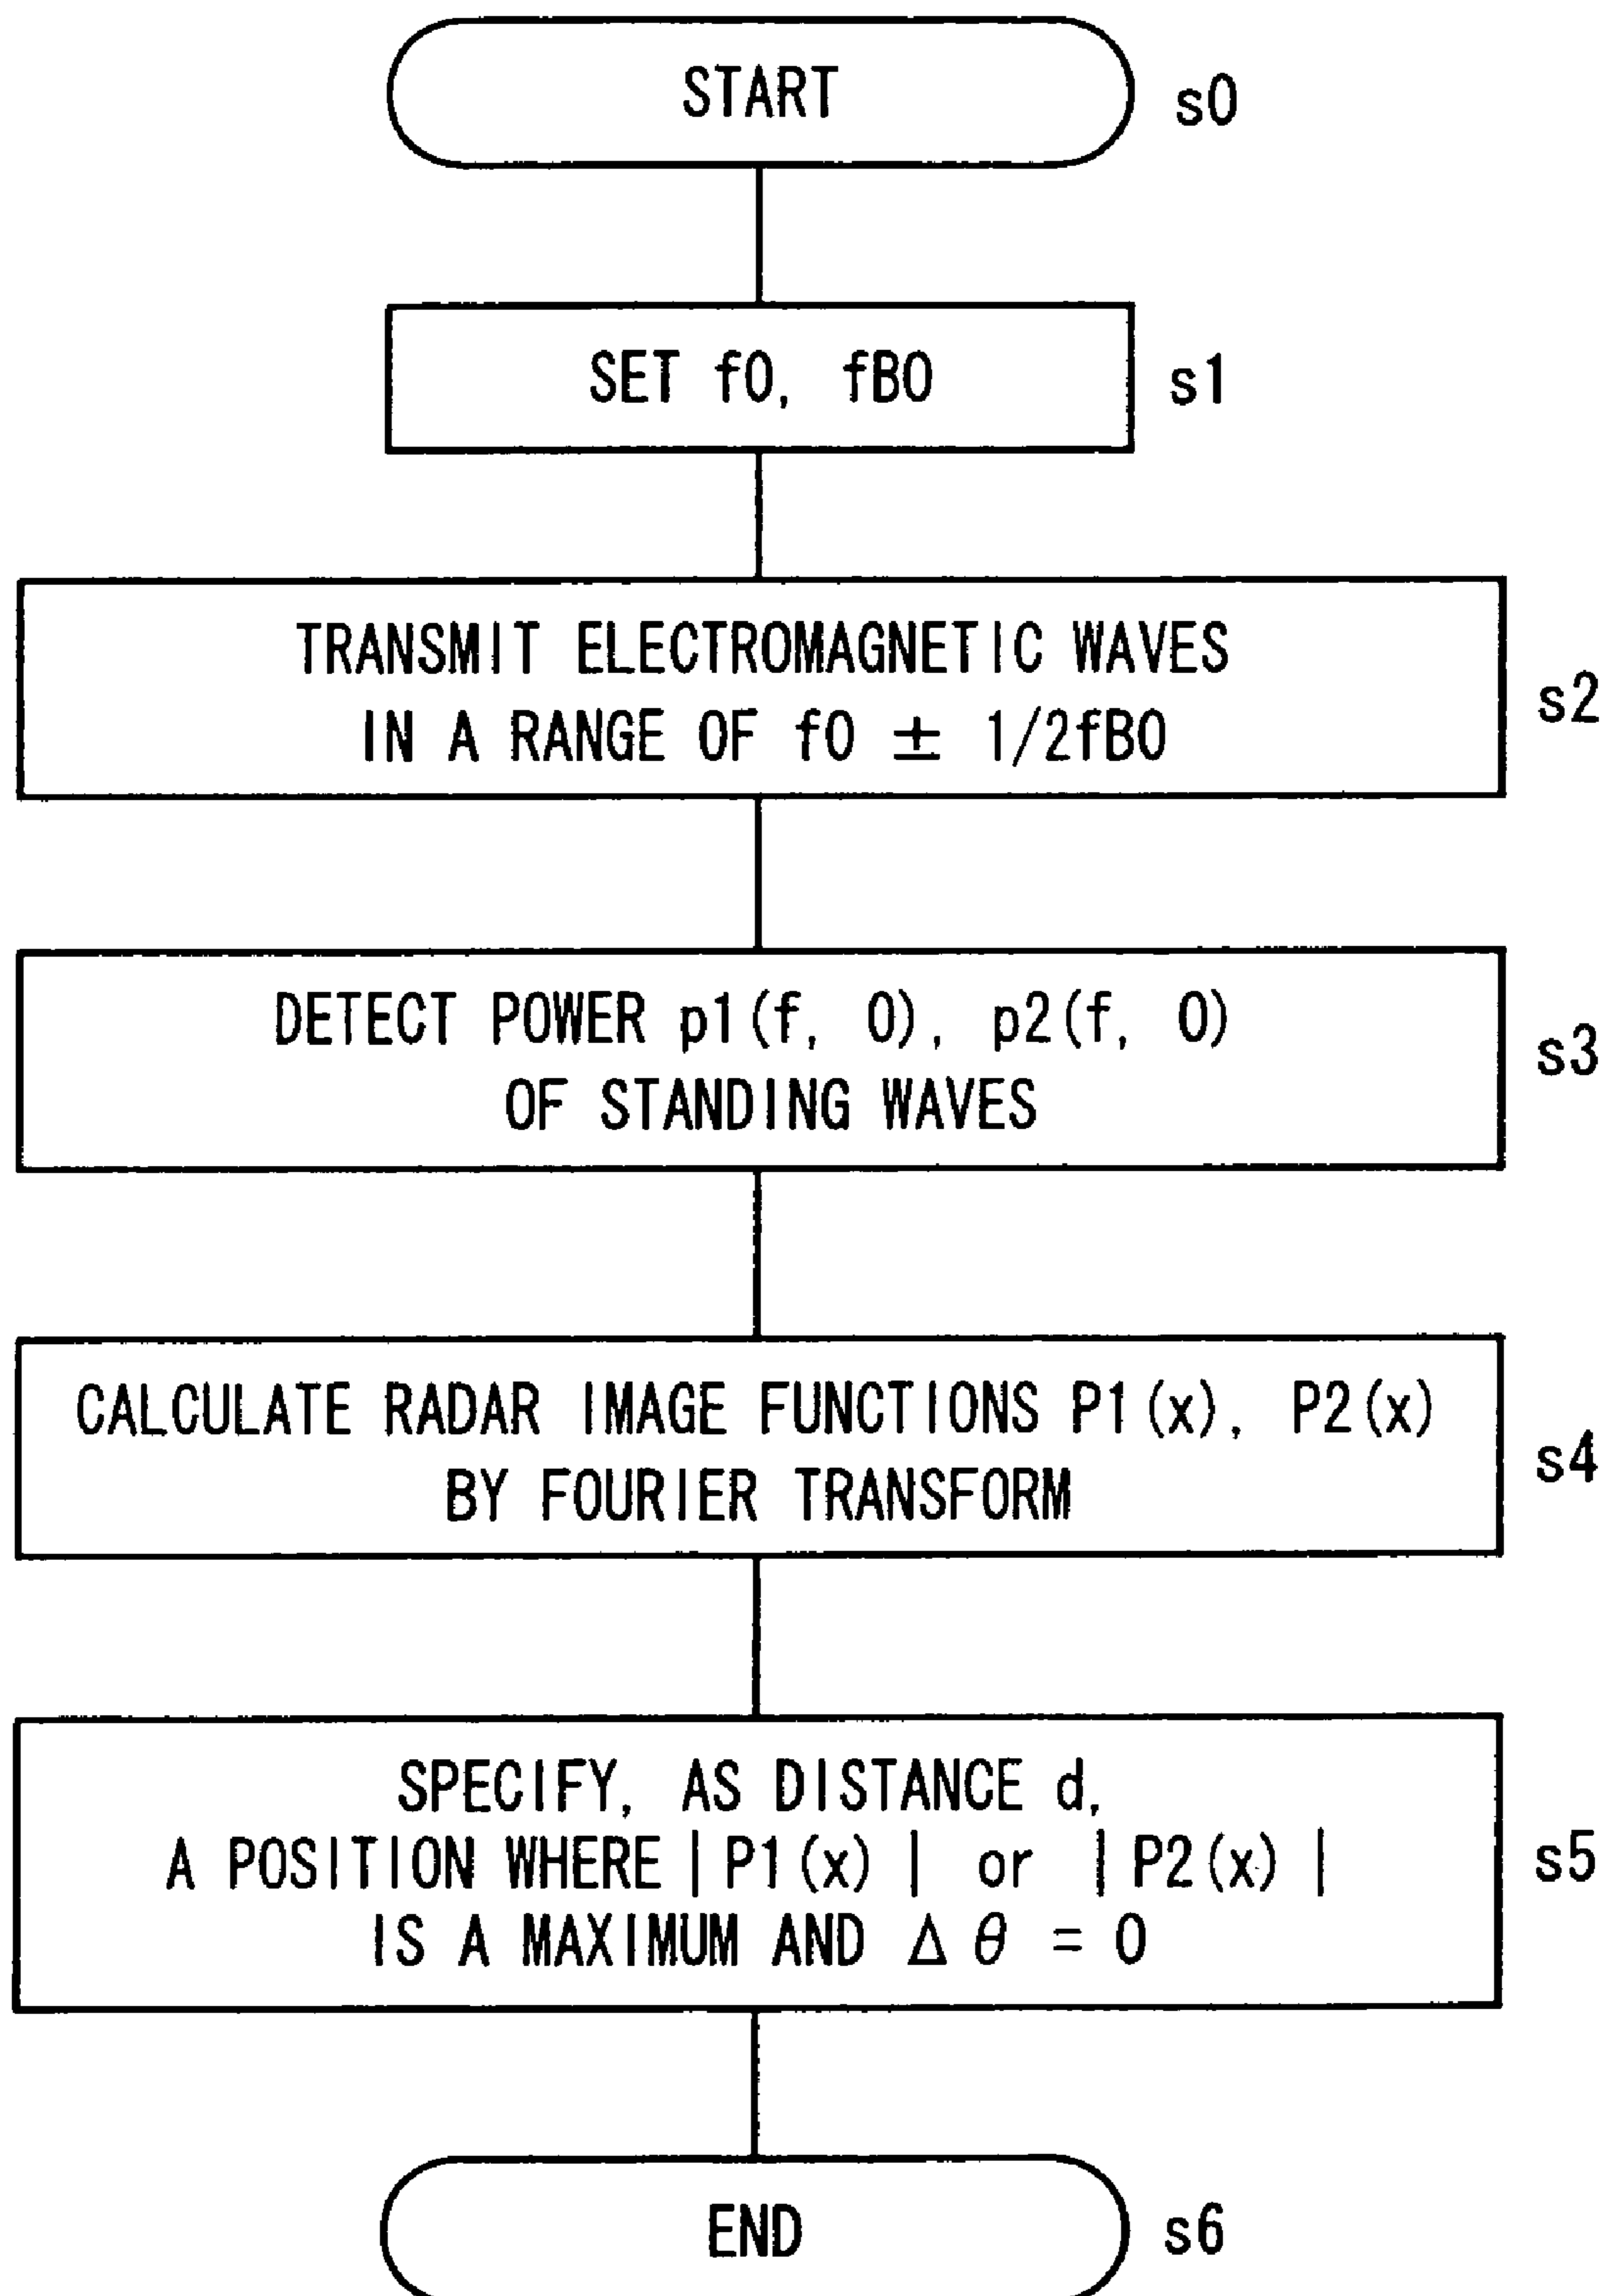 START
s0
SET f0, fB0
s1
TRANSMIT ELECTROMAGNETIC WAVES
IN A RANGE OF f0 ± 1/2fB0
s2
DETECT POWER p1(f, 0), p2(f, 0)
OF STANDING WAVES
s3
CALCULATE RADAR IMAGE FUNCTIONS P1(x), P2(x)
BY FOURIER TRANSFORM
s4
SPECIFY, AS DISTANCE d,
A POSITION WHERE |P1(x)| or |P2(x)|
IS A MAXIMUM AND Δθ = 0
s5
END
s6